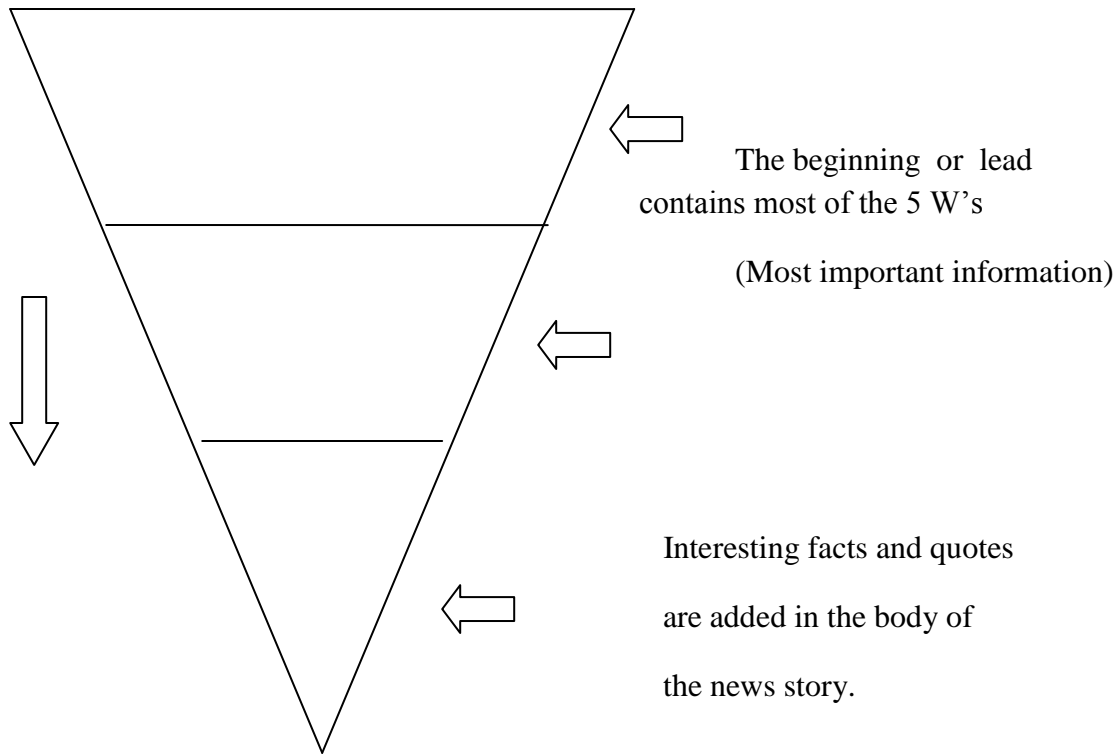 The beginning or lead
contains most of the 5 W’s
(Most important information)
Interesting facts and quotes
are added in the body of
the news story.